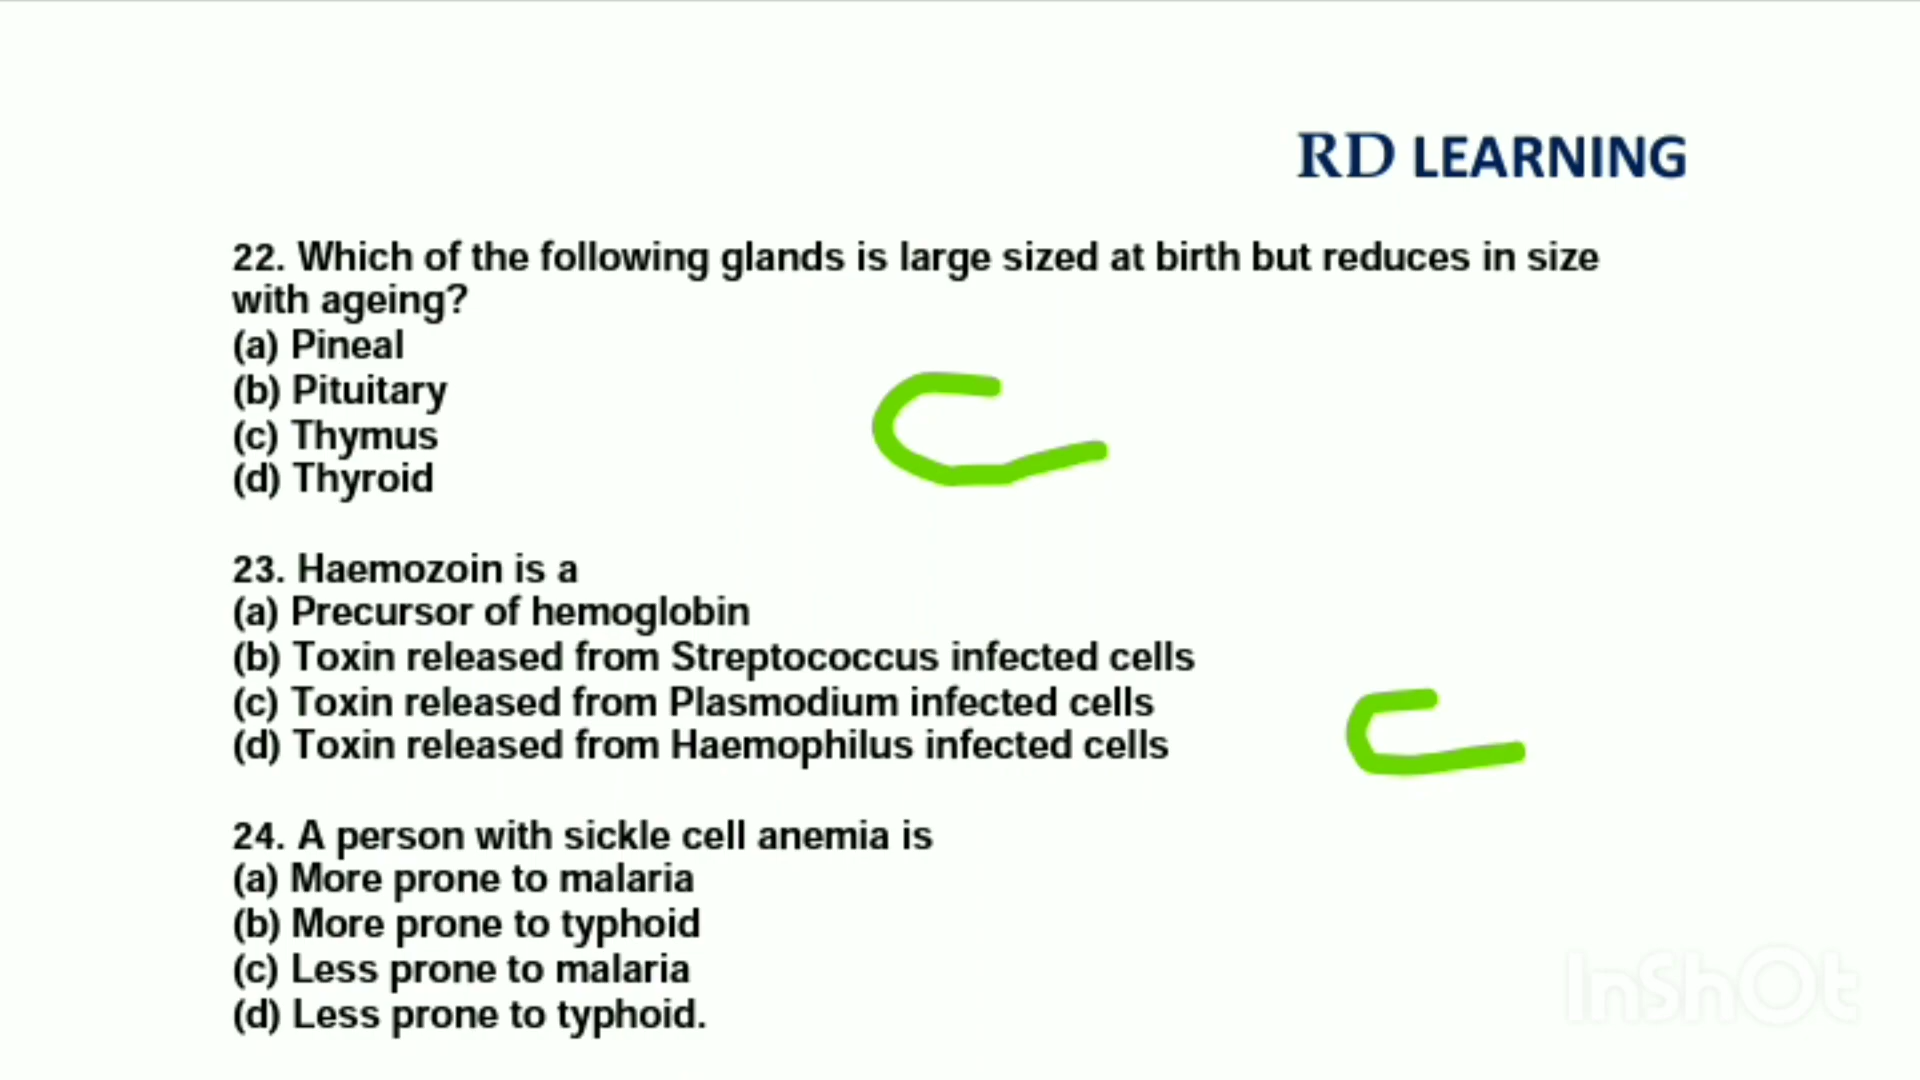 RD LEARNING
22. Which of the following glands is large sized at birth but reduces in size
with ageing?
(a) Pineal
(b) Pituitary
(c) Thymus
C
(d) Thyroid
23. Haemozoin is a
(a) Precursor of hemoglobin
(b) Toxin released from Streptococcus infected cells
(c) Toxin released from Plasmodium infected cells
C
(d) Toxin released from Haemophilus infected cells
24. A person with sickle cell anemia is
(a) More prone to malaria
(b) More prone to typhoid
(c) Less prone to malaria
(d) Less prone to typhoid.
InShOt